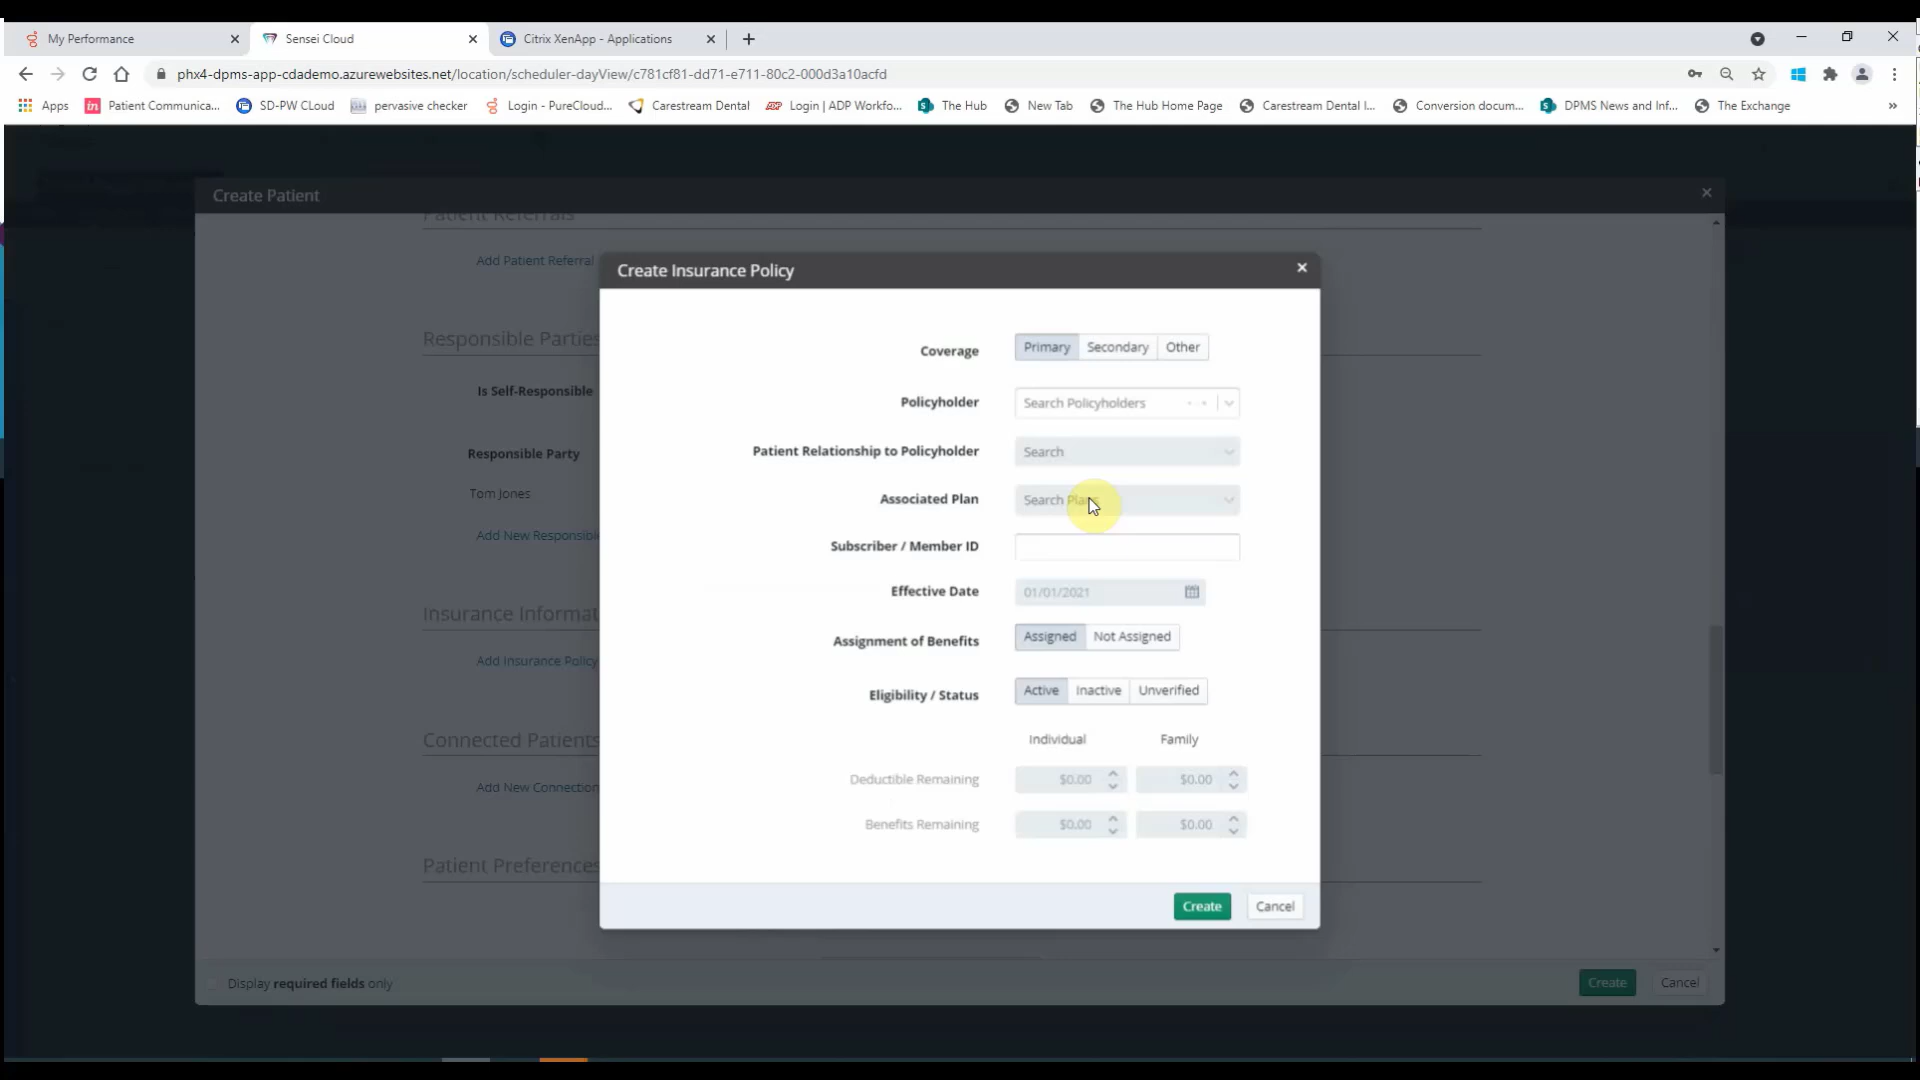 My Performance
Sensei Cloud
Citrix XenApp - Applications
phx4-dpms-app-cdademo.azurewebsites.net/location/scheduler-dayView/c781cf81-dd71-e711-80c2-000d3a10acfd
Apps
Patient Communica...
SD-PW CLoud
pervasive checker
Login - PureCloud...
Carestream Dental
Login | ADP Workfo...
The Hub
New Tab
The Hub Home Page
Carestream Dental I...
Conversion docum...
DPMS News and Inf...
The Exchange
»
Create Patient
Patient Referrals
Add Patient Referral
Responsible Parties
Is Self-Responsible
Responsible Party
Tom Jones
Add New Responsibl
Insurance Informat
Add Insurance Policy
Connected Patients
Add New Connection
Patient Preferences
Create Insurance Policy
Coverage
Primary Secondary Other
Policyholder
Search Policyholders
Patient Relationship to Policyholder
Search
Associated Plan
Search Plans
Subscriber / Member ID
Effective Date
01/01/2021
Assignment of Benefits
Assigned Not Assigned
Eligibility / Status
Active Inactive Unverified
Individual Family
Deductible Remaining
$0.00 $0.00
Benefits Remaining
$0.00 $0.00
Create Cancel
Display required fields only
Create Cancel